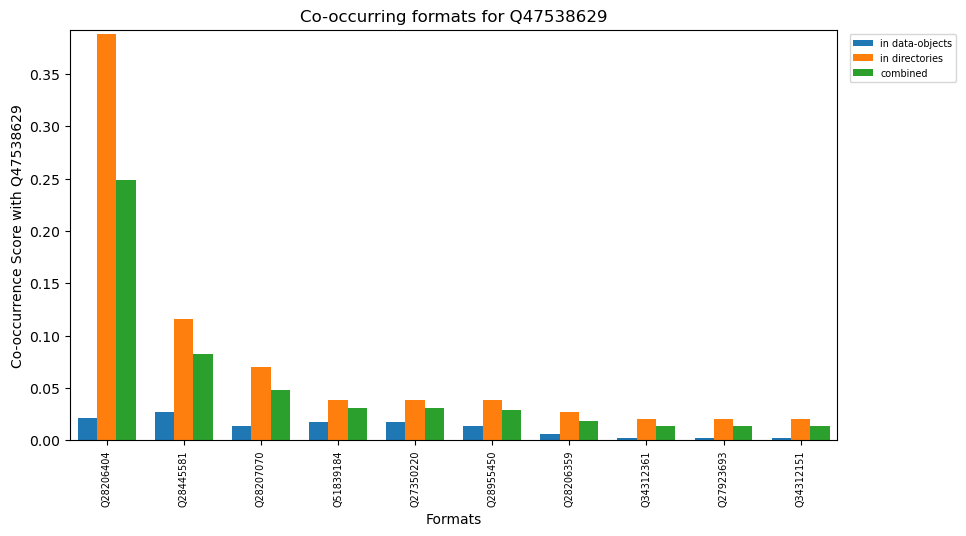 Co-occurring formats for Q47538629
Co-occurrence Score with Q47538629
0.35
0.30
0.25
0.20
0.15
0.10
0.05
0.00
in data-objects
in directories
combined
Q28206404
Q28445581
Q28207070
Q51839184
Q27350220
Q28955450
Q28206359
Q34312361
Q27923693
Q34312151
Formats